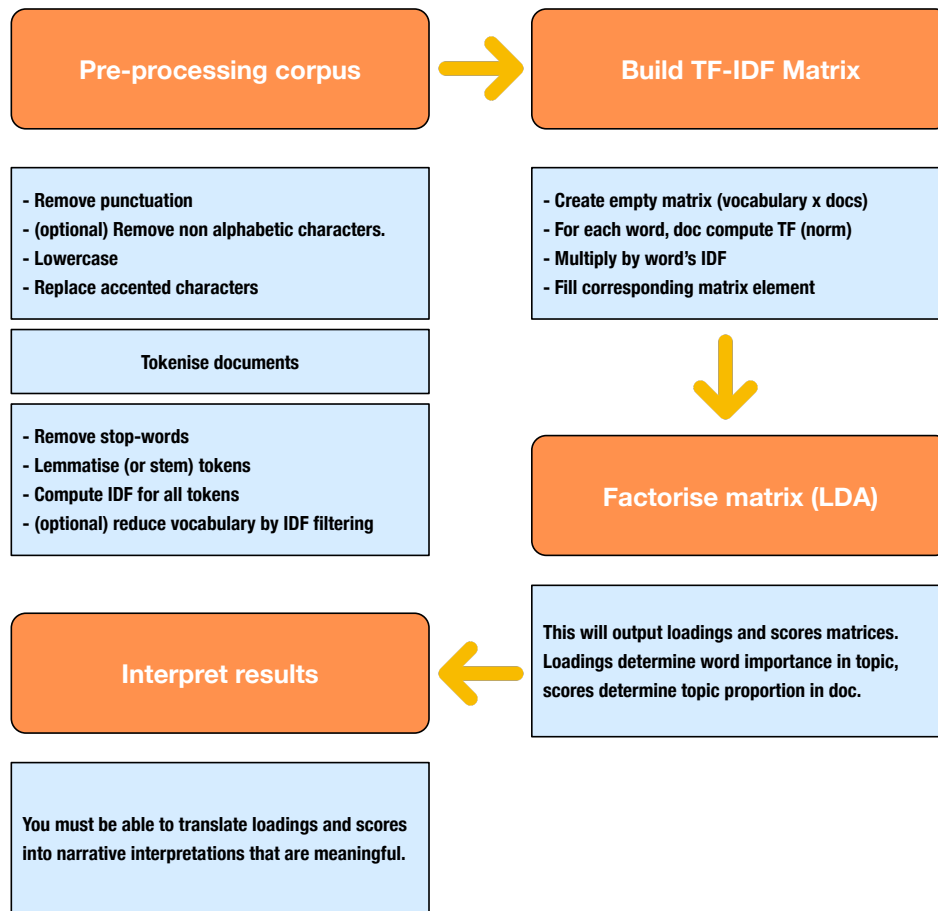 Pre-processing corpus
- Remove punctuation
- (optional) Remove non alphabetic characters.
- Lowercase
- Replace accented characters
Tokenise documents
- Remove stop-words
- Lemmatise (or stem) tokens
- Compute IDF for all tokens
- (optional) reduce vocabulary by IDF filtering
Build TF-IDF Matrix
- Create empty matrix (vocabulary x docs)
- For each word, doc compute TF (norm)
- Multiply by word's IDF
- Fill corresponding matrix element
Factorise matrix (LDA)
This will output loadings and scores matrices.
Loadings determine word importance in topic,
scores determine topic proportion in doc.
Interpret results
You must be able to translate loadings and scores
into narrative interpretations that are meaningful.